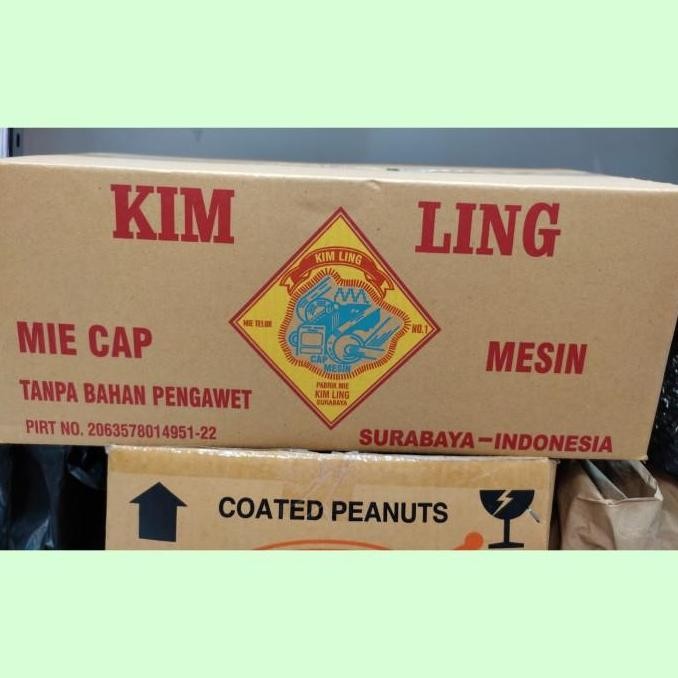 KIM LING
KIM LING
MIE TELOR
NO.1
CAP
MESIN
PABRIK MIE
KIM LING
SURABAYA
MIE CAP MESIN
TANPA BAHAN PENGAWET
PIRT NO. 2063578014951-22
SURABAYA-INDONESIA
COATED PEANUTS